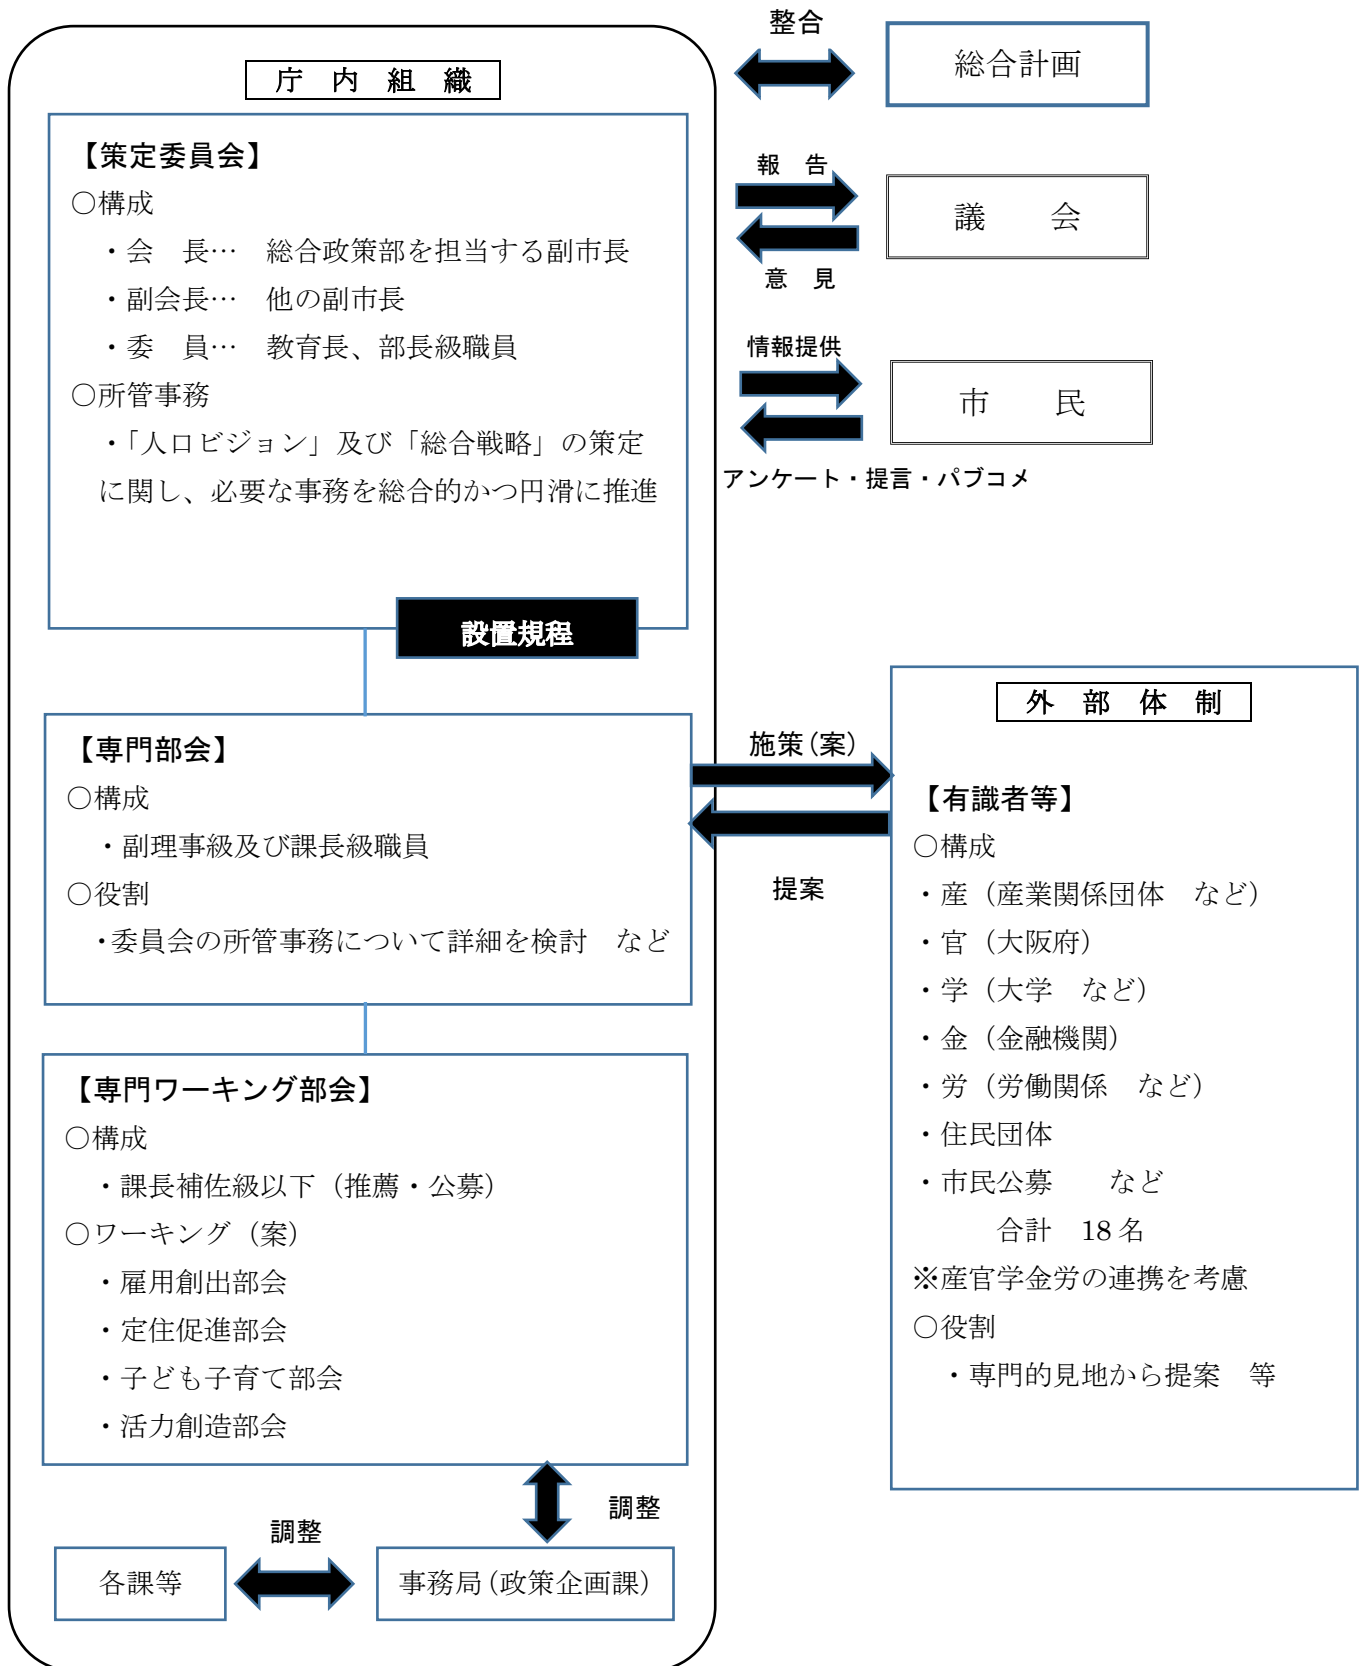 庁　内　組　織
【策定委員会】
○構成
・会　長…　総合政策部を担当する副市長
・副会長…　他の副市長
・委　員…　教育長、部長級職員
○所管事務
・「人口ビジョン」及び「総合戦略」の策定
に関し、必要な事務を総合的かつ円滑に推進
設置規程
【専門部会】
○構成
・副理事級及び課長級職員
○役割
・委員会の所管事務について詳細を検討　など
【専門ワーキング部会】
○構成
・課長補佐級以下（推薦・公募）
○ワーキング（案）
・雇用創出部会
・定住促進部会
・子ども子育て部会
・活力創造部会
調整
調整
各課等
事務局(政策企画課)
整合
総合計画
報　告
議　　会
意　見
情報提供
市　　民
アンケート・提言・パブコメ
施策(案)
提案
外　部　体　制
【有識者等】
○構成
・産（産業関係団体　など）
・官（大阪府）
・学（大学　など）
・金（金融機関）
・労（労働関係　など）
・住民団体
・市民公募　　など
合計　18名
※産官学金労の連携を考慮
○役割
・専門的見地から提案　等